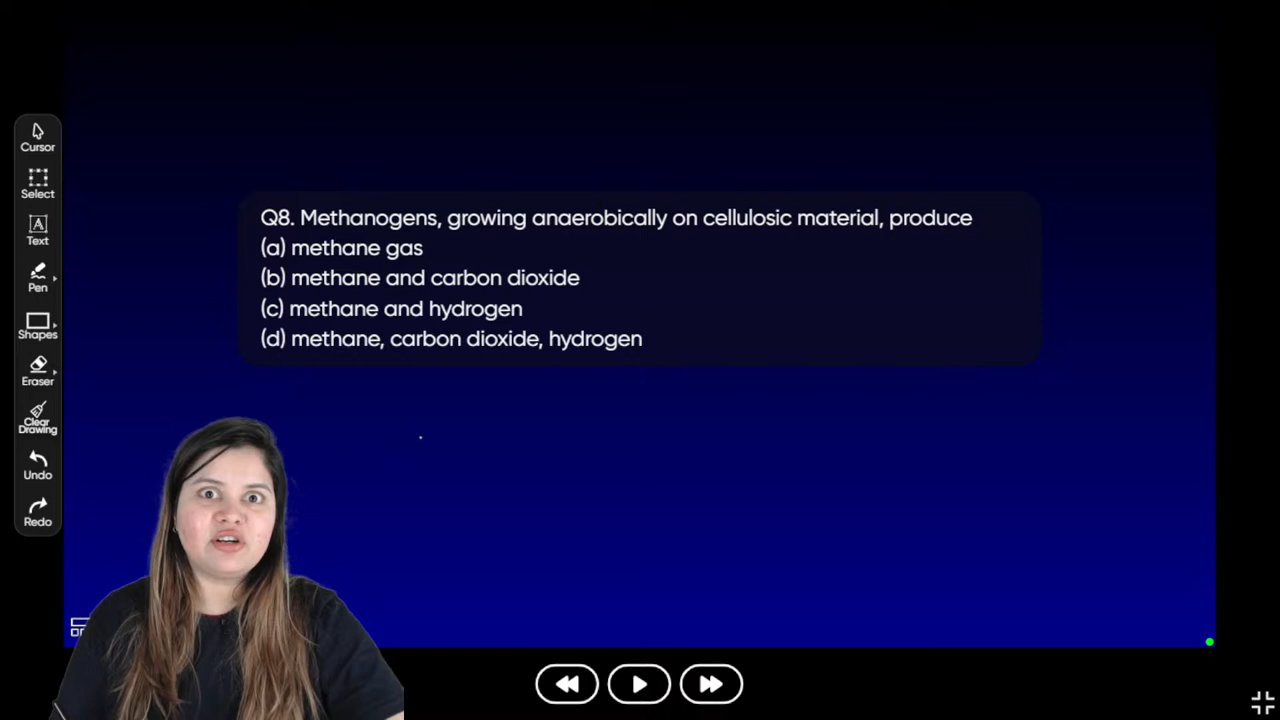 Cursor
Select
Text
Pen
Shapes
Eraser
Clear
Drawing
Undo
Redo
Q8. Methanogens, growing anaerobically on cellulosic material, produce
(a) methane gas
(b) methane and carbon dioxide
(c) methane and hydrogen
(d) methane, carbon dioxide, hydrogen